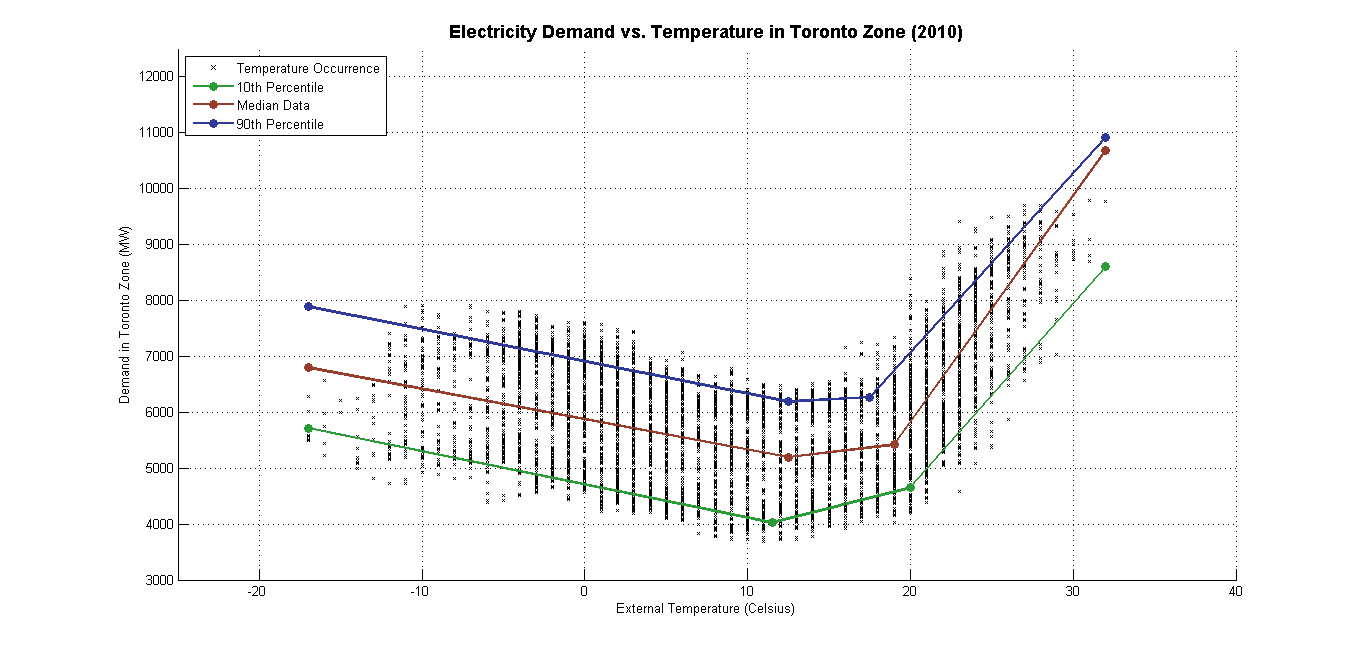 Electricity Demand vs. Temperature in Toronto Zone (2010)
Temperature Occurrence
10th Percentile
Median Data
90th Percentile
12000
11000
10000
9000
8000
7000
6000
5000
4000
3000
Demand in Toronto Zone (MW)
-20
-10
0
10
20
30
40
External Temperature (Celsius)